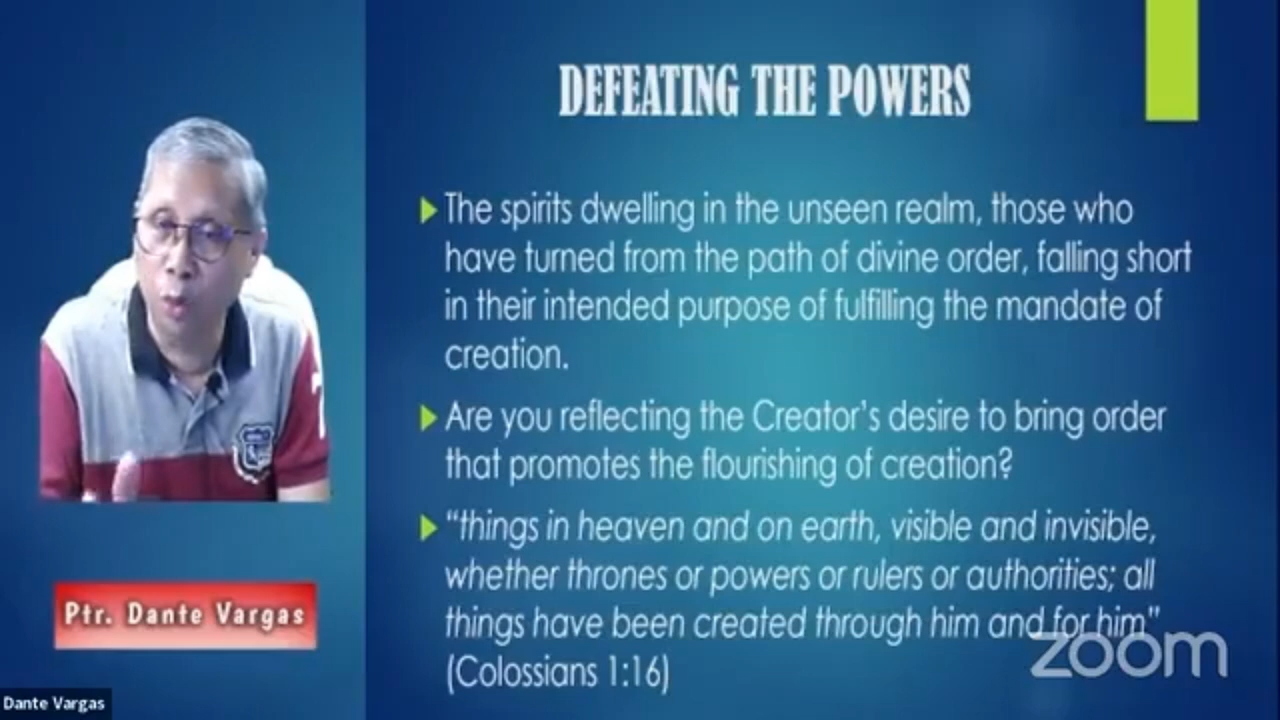 DEFEATING THE POWERS
The spirits dwelling in the unseen realm, those who
have turned from the path of divine order, falling short
in their intended purpose of fulfilling the mandate of
creation.
Are you reflecting the Creator's desire to bring order
that promotes the flourishing of creation?
“things in heaven and on earth, visible and invisible,
whether thrones or powers or rulers or authorities; all
things have been created through him and for him”
(Colossians 1:16)
Ptr. Dante Vargas
zoom
Dante Vargas